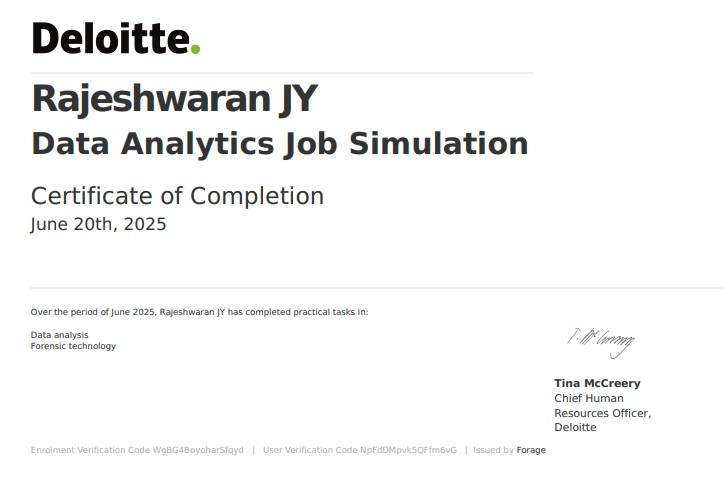 Deloitte.
Rajeshwaran JY
Data Analytics Job Simulation
Certificate of Completion
June 20th, 2025
Over the period of June 2025, Rajeshwaran JY has completed practical tasks in:
Data analysis
Forensic technology
T. McCreery
Tina McCreery
Chief Human
Resources Officer,
Deloitte
Enrolment Verification Code WgBG4BoyoharSfqyd | User Verification Code NpFdDMpvk5QFfm6vG | Issued by Forage